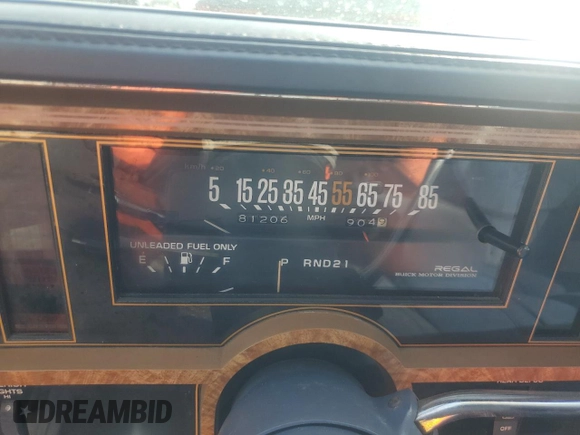 5 15 25 35 45 55 65 75 85
81206 MPH 904
UNLEADED FUEL ONLY
E F P RND21
REGAL
BUICK MOTOR DIVISION
OFF
DREAMBID